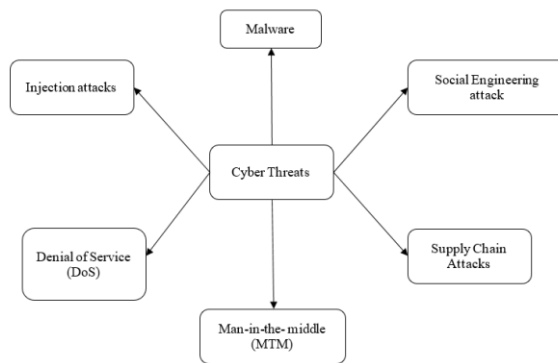 Malware
Injection attacks
Social Engineering
attack
Cyber Threats
Denial of Service
(DoS)
Supply Chain
Attacks
Man-in-the- middle
(MTM)